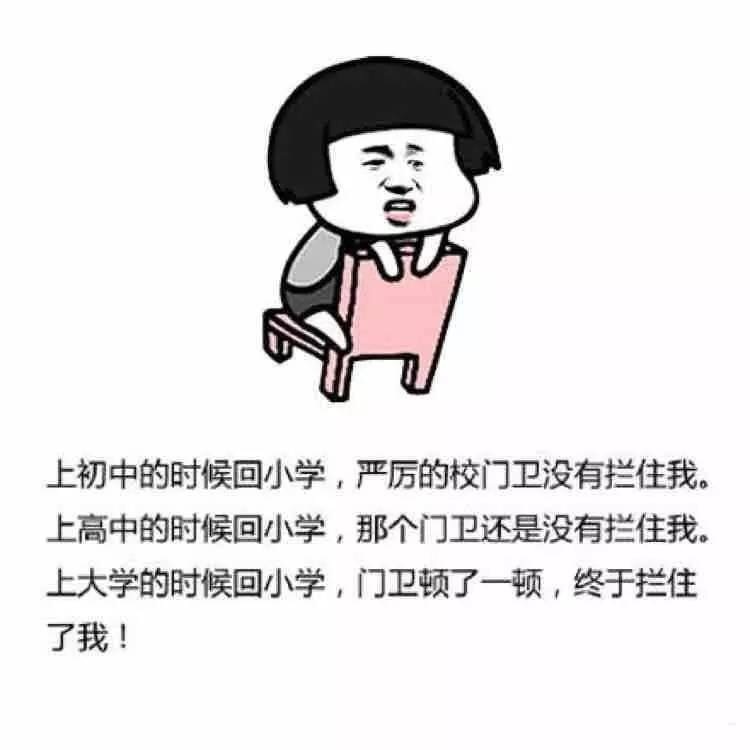 上初中的时候回小学，严厉的校门卫没有拦住我。
上高中的时候回小学，那个门卫还是没有拦住我。
上大学的时候回小学，门卫顿了一顿，终于拦住
了我！